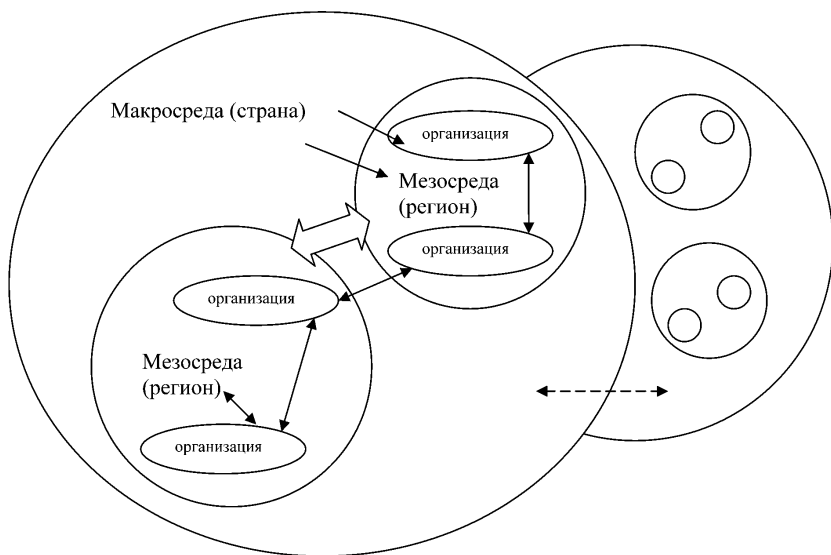 Макросреда (страна)
организация
Мезосреда
(регион)
организация
организация
Мезосреда
(регион)
организация